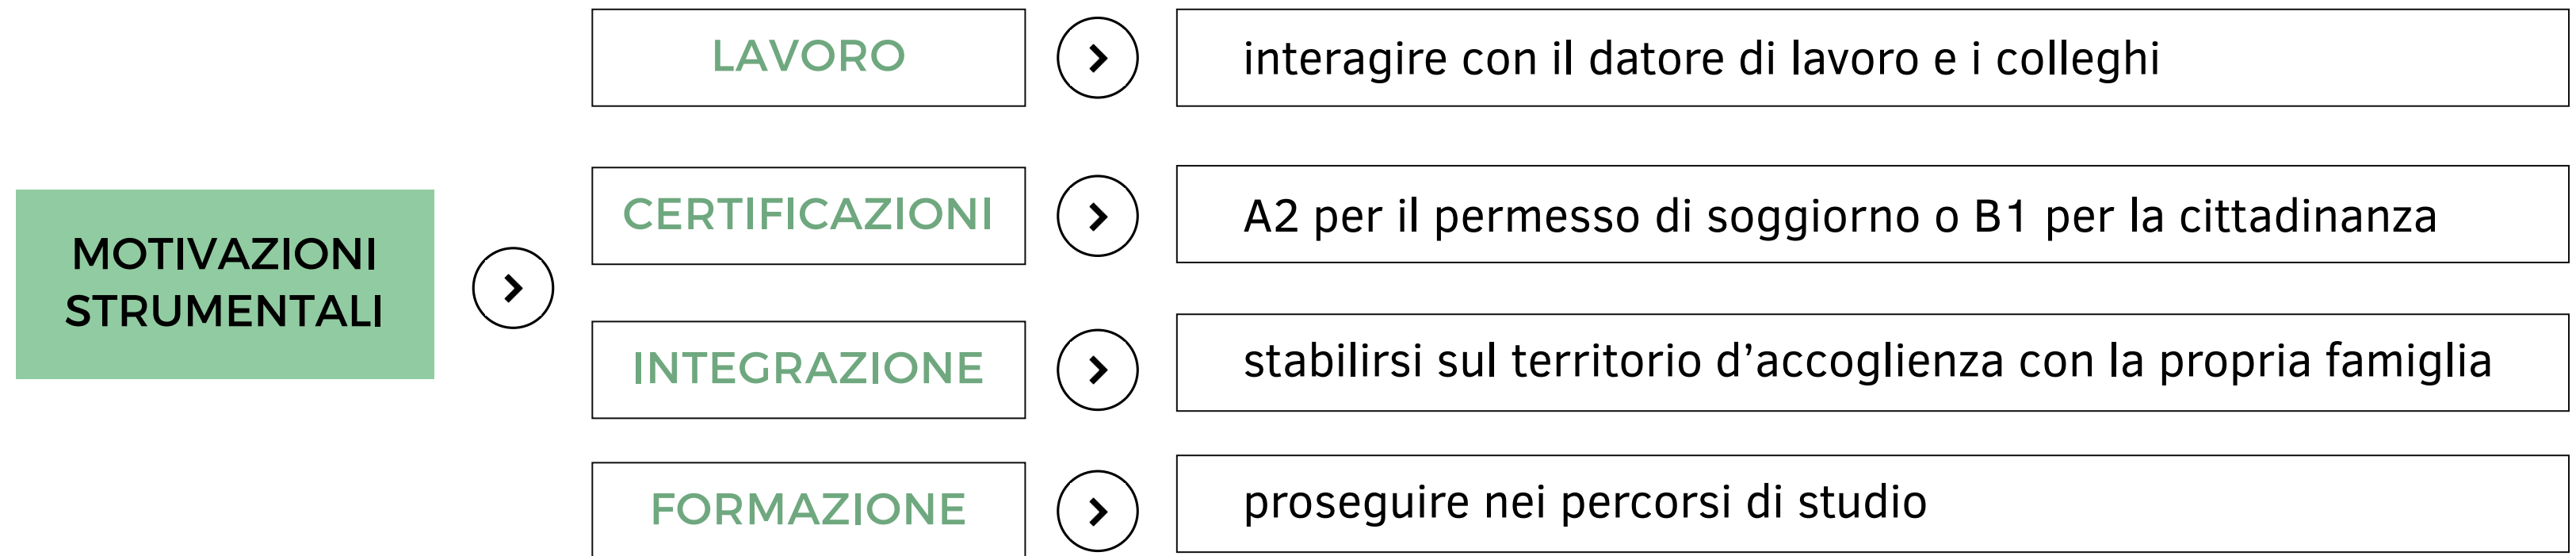 MOTIVAZIONI
STRUMENTALI
LAVORO
interagire con il datore di lavoro e i colleghi
CERTIFICAZIONI
A2 per il permesso di soggiorno o B1 per la cittadinanza
INTEGRAZIONE
stabilirsi sul territorio d’accoglienza con la propria famiglia
FORMAZIONE
proseguire nei percorsi di studio